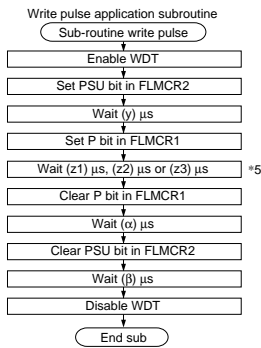 Write pulse application subroutine
Sub-routine write pulse
Enable WDT
Set PSU bit in FLMCR2
Wait (y) µs
Set P bit in FLMCR1
Wait (z1) µs, (z2) µs or (z3) µs *5
Clear P bit in FLMCR1
Wait (α) µs
Clear PSU bit in FLMCR2
Wait (β) µs
Disable WDT
End sub